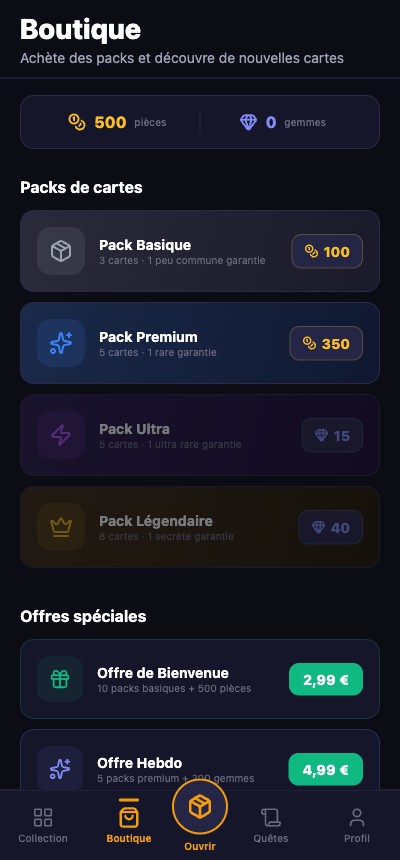 Boutique
Achète des packs et découvre de nouvelles cartes
500 pièces
0 gemmes
Packs de cartes
Pack Basique
3 cartes · 1 peu commune garantie
100
Pack Premium
5 cartes · 1 rare garantie
350
Pack Ultra
5 cartes · 1 ultra rare garantie
15
Pack Légendaire
8 cartes · 1 secrète garantie
40
Offres spéciales
Offre de Bienvenue
10 packs basiques + 500 pièces
2,99 €
Offre Hebdo
5 packs premium + 200 gemmes
4,99 €
Collection
Boutique
Ouvrir
Quêtes
Profil